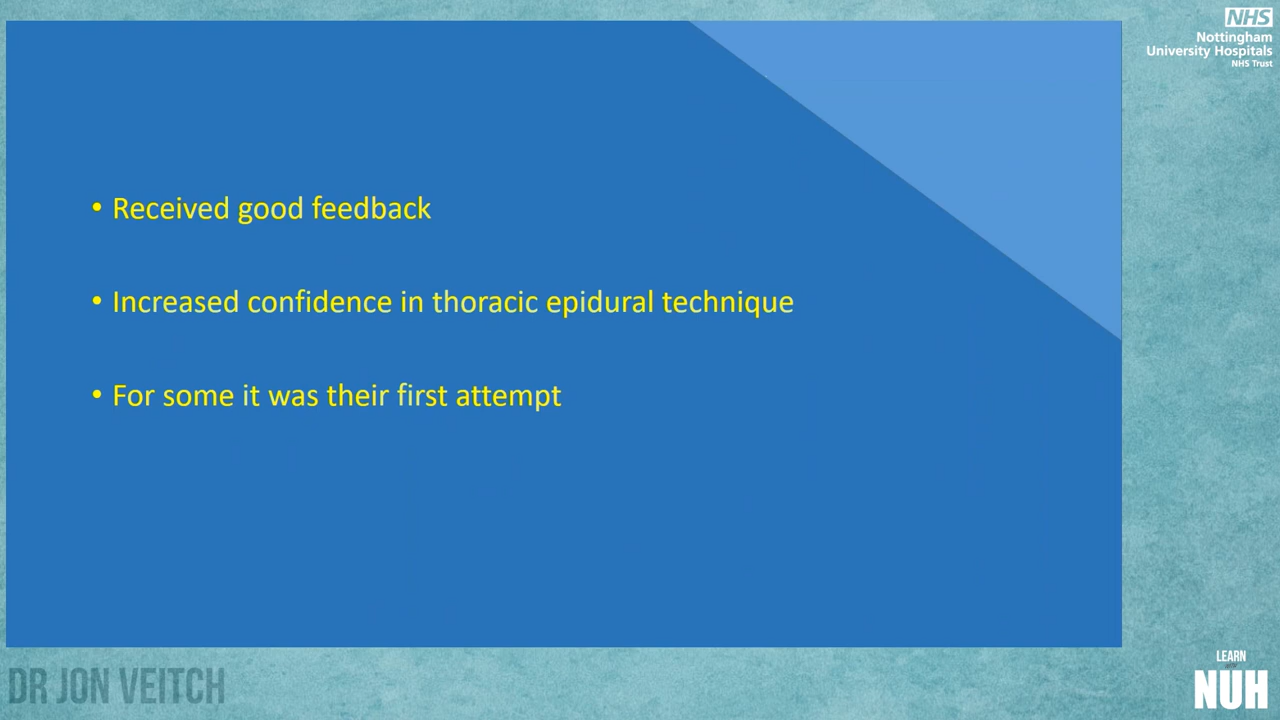 NHS
Nottingham
University Hospitals
NHS Trust
• Received good feedback
• Increased confidence in thoracic epidural technique
• For some it was their first attempt
DR JON VEITCH
LEARN
NUH